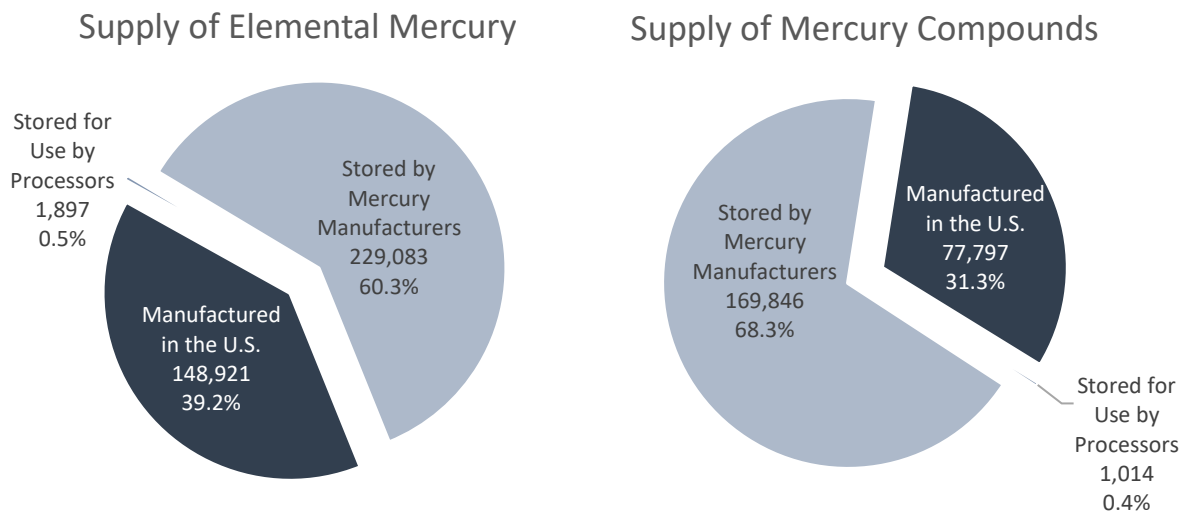 Supply of Elemental Mercury
Stored for
Use by
Processors
1,897
0.5%
Stored by
Mercury
Manufacturers
229,083
60.3%
Manufactured
in the U.S.
148,921
39.2%
Supply of Mercury Compounds
Stored by
Mercury
Manufacturers
169,846
68.3%
Manufactured
in the U.S.
77,797
31.3%
Stored for
Use by
Processors
1,014
0.4%